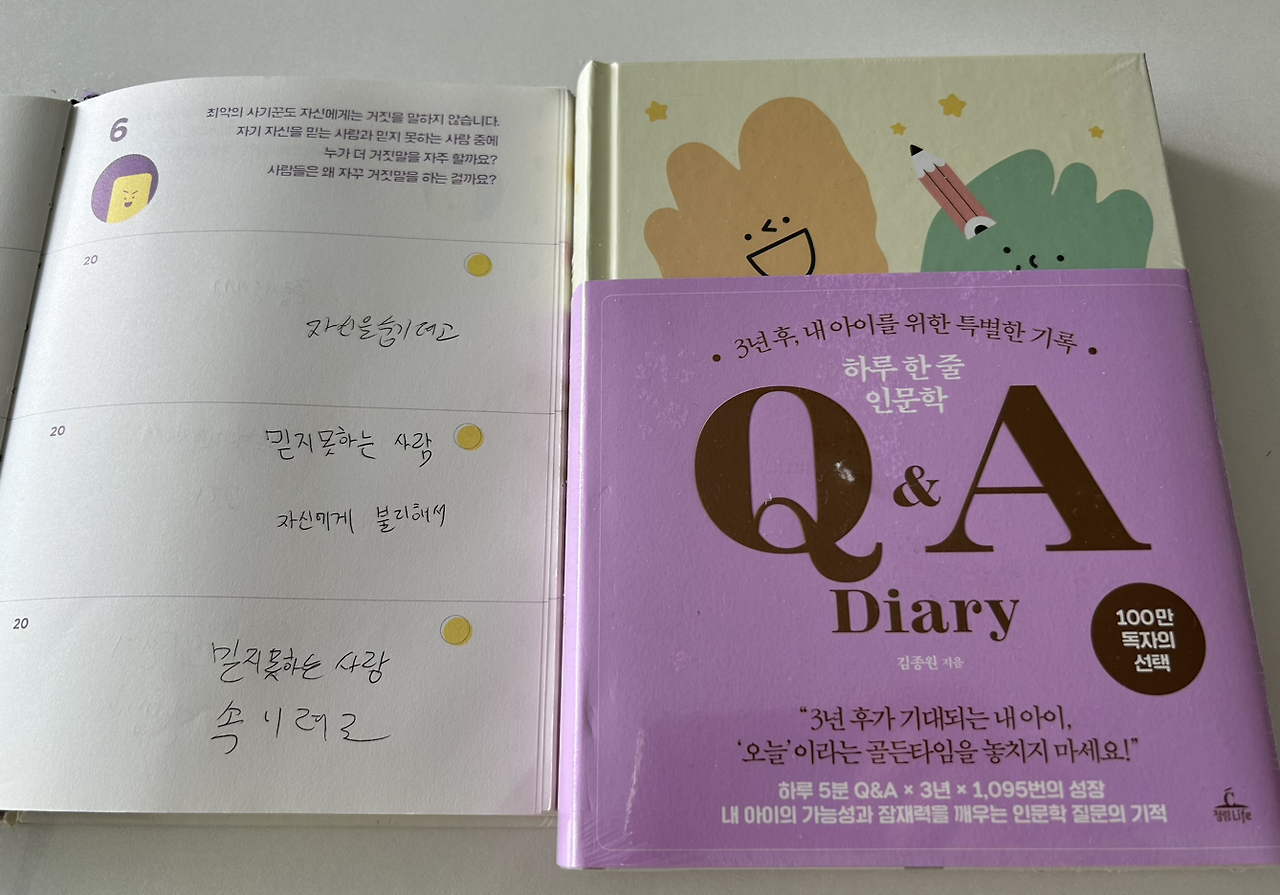 6
최악의 사기꾼도 자신에게는 거짓을 말하지 않습니다.
자기 자신을 믿는 사람과 믿지 못하는 사람 중에
누가 더 거짓말을 자주 할까요?
사람들은 왜 자꾸 거짓말을 하는 걸까요?
20
자신을 숨기려고
20
믿지 못하는 사람
자신에게 불리해서
20
믿지 못하는 사람
속이려고
3년 후, 내 아이를 위한 특별한 기록
하루 한 줄
인문학
Q & A
Diary
김종원 지음
100만
독자의
선택
“3년 후가 기대되는 내 아이,
‘오늘’이라는 골든타임을 놓치지 마세요!”
하루 5분 Q&A × 3년 × 1,095번의 성장
내 아이의 가능성과 잠재력을 깨우는 인문학 질문의 기적
청림Life